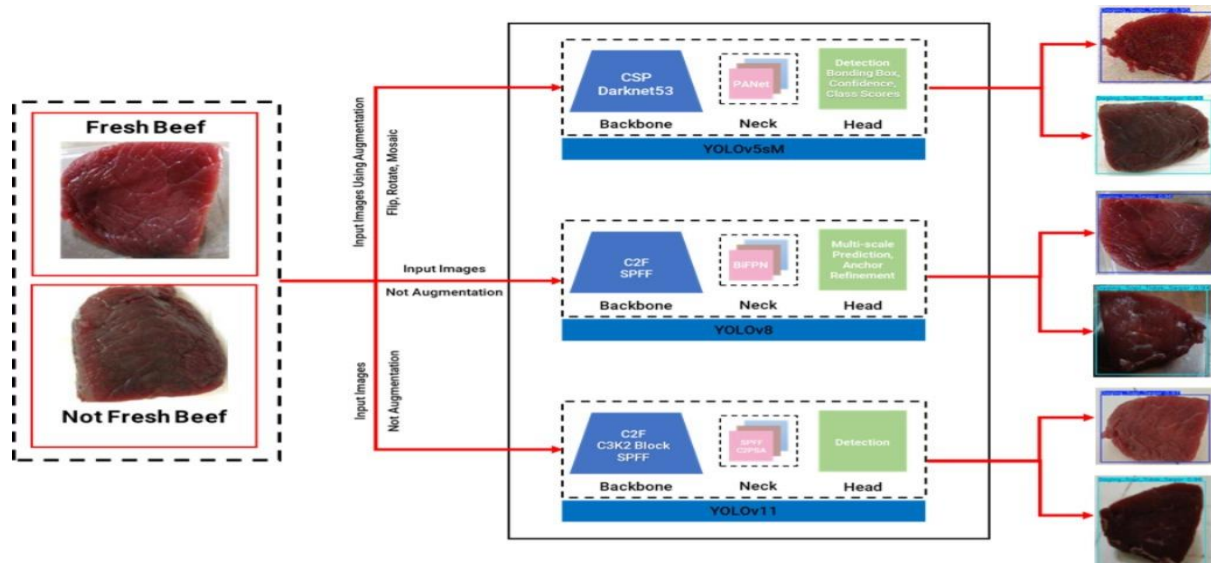 Fresh Beef
Not Fresh Beef
Input Images Using Augmentation
Flip, Rotate, Mosaic
Input Images
Not Augmentation
Input Images
Not Augmentation
CSP
Darknet53
Backbone
PANet
Neck
Detection
Bonding Box,
Confidence,
Class Scores
Head
YOLOv5sM
C2F
SPFF
Backbone
BiFPN
Neck
Multi-scale
Prediction,
Anchor
Refinement
Head
YOLOv8
C2F
C3K2 Block
SPFF
Backbone
SPFF
C2PSA
Neck
Detection
Head
YOLOv11